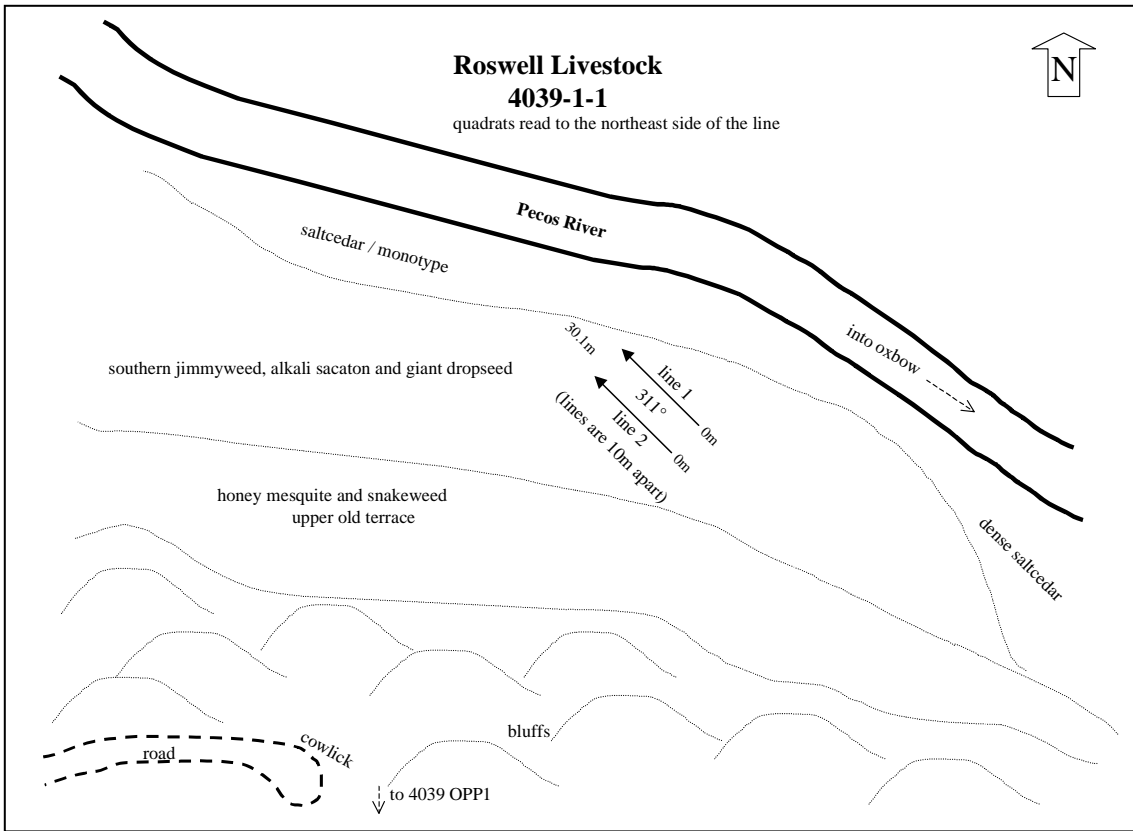 Roswell Livestock
4039-1-1
quadrats read to the northeast side of the line
N
Pecos River
saltcedar / monotype
into oxbow
30.1m
line 1
southern jimmyweed, alkali sacaton and giant dropseed
311°
0m
line 2
0m
(lines are 10m apart)
honey mesquite and snakeweed
upper old terrace
dense saltcedar
bluffs
cowlick
road
to 4039 OPP1